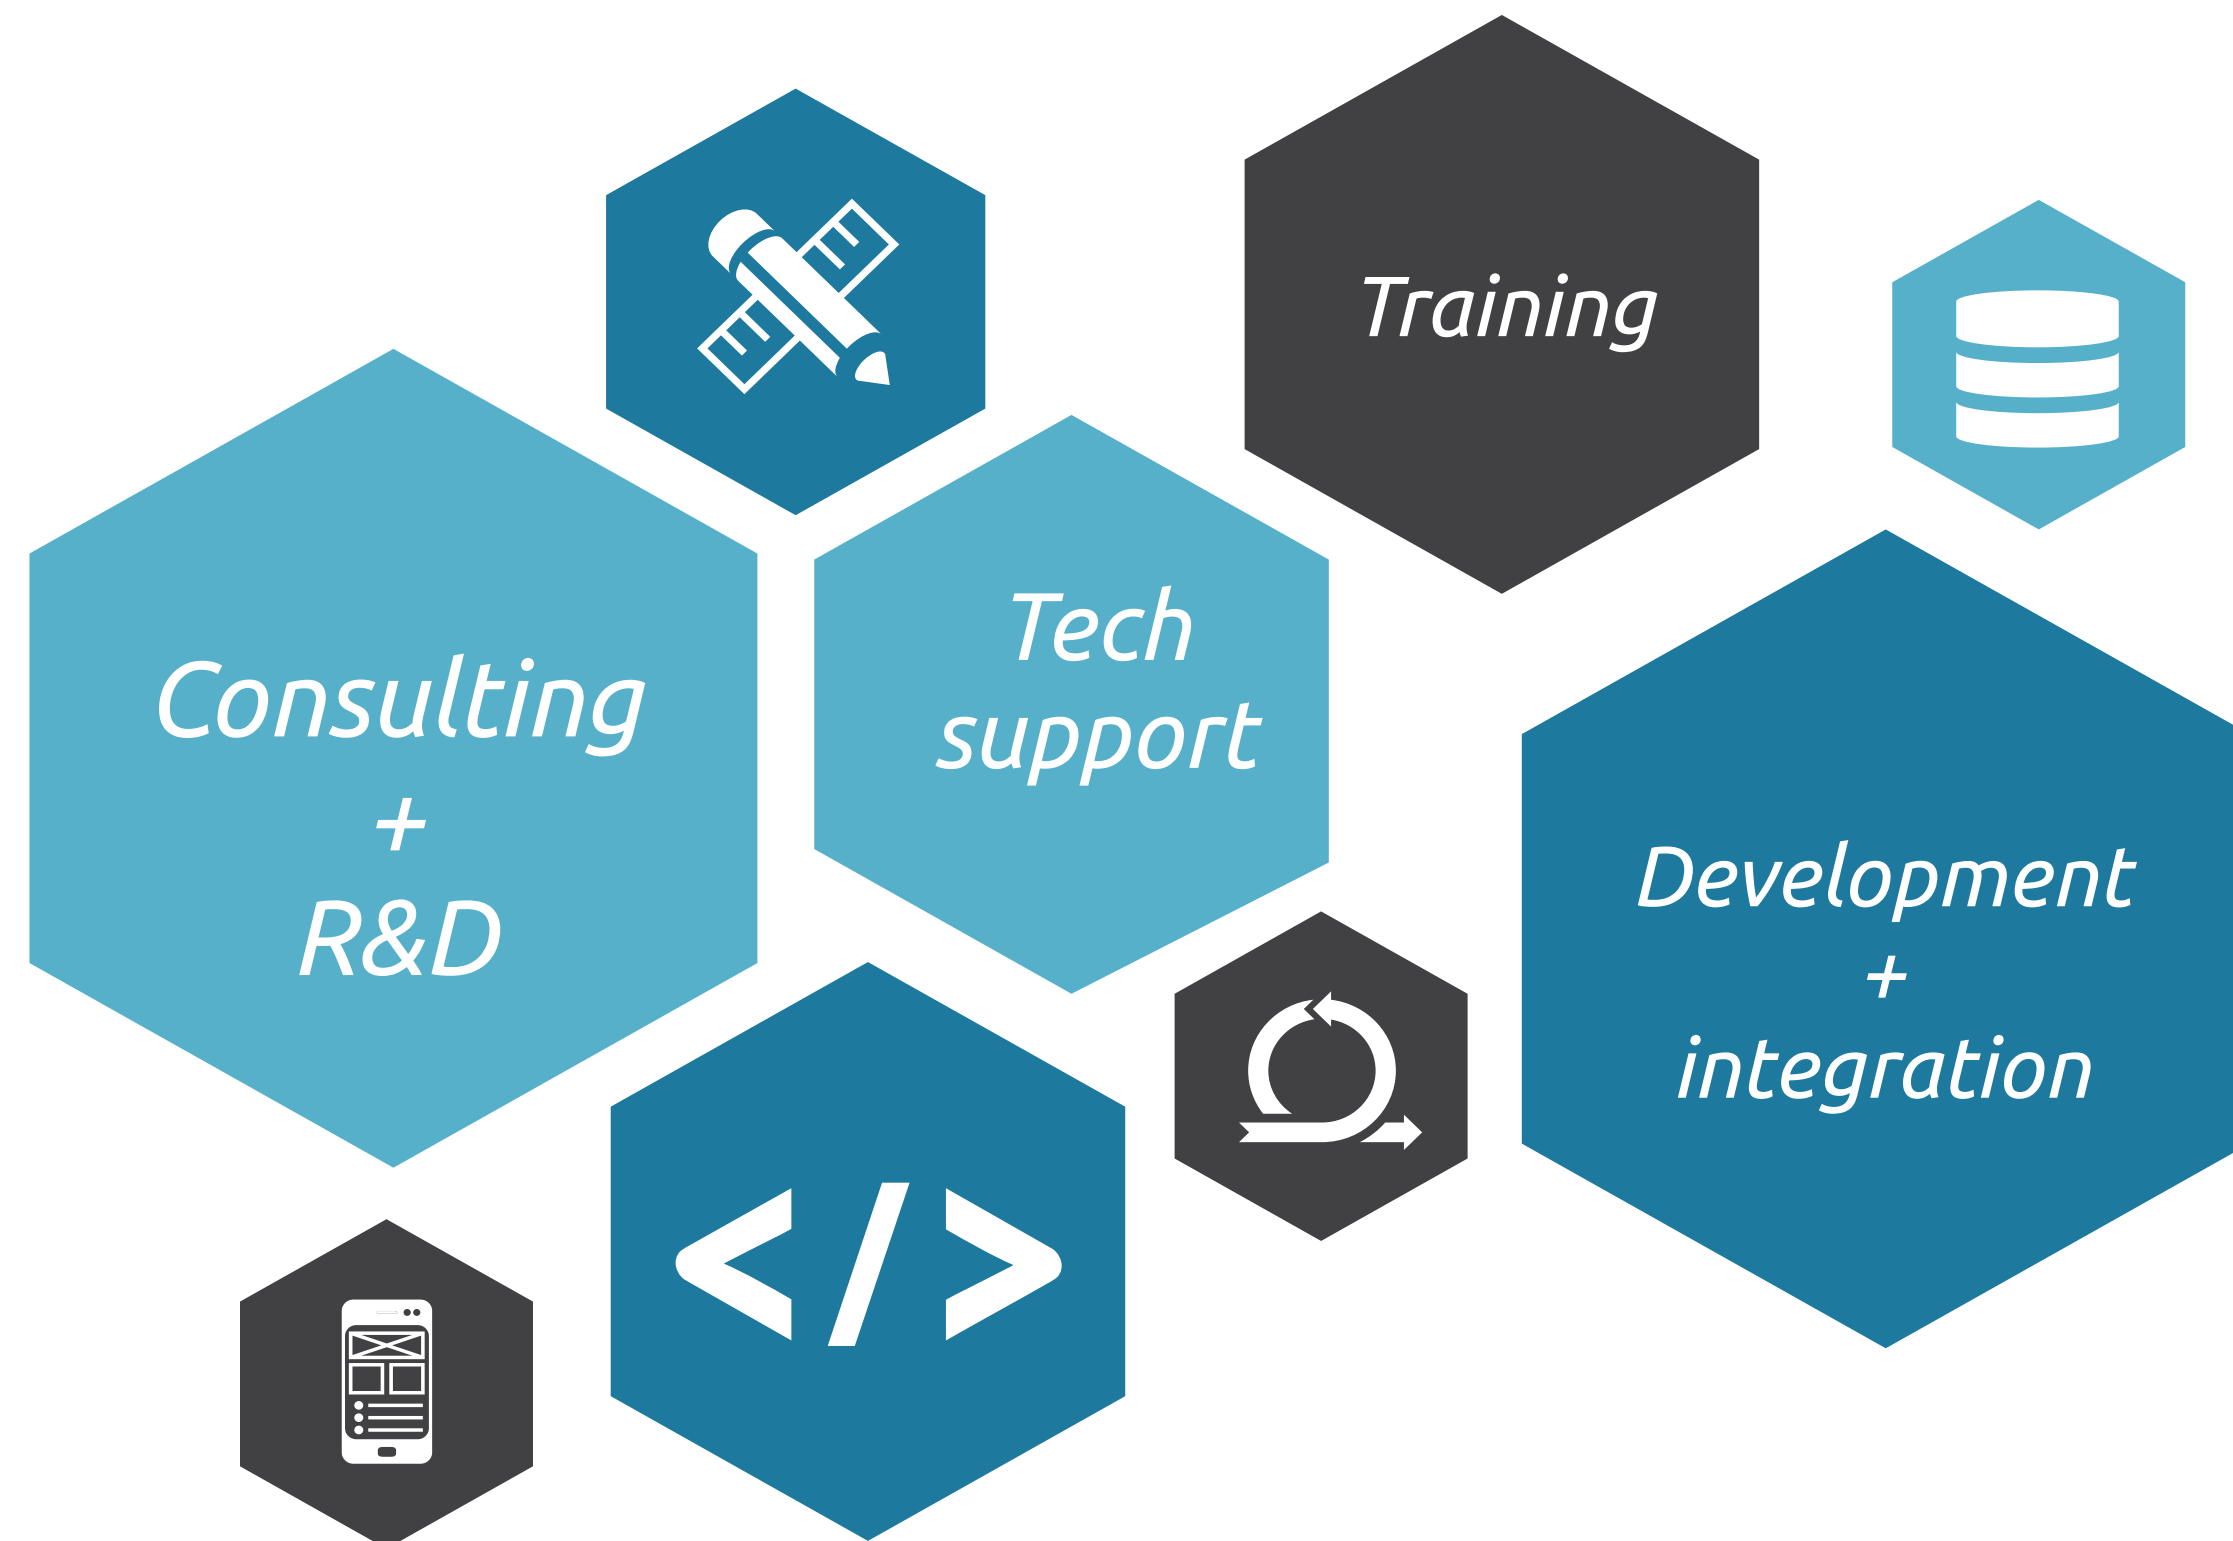 Training
Consulting
+
R&D
Tech
support
Development
+
integration
</>